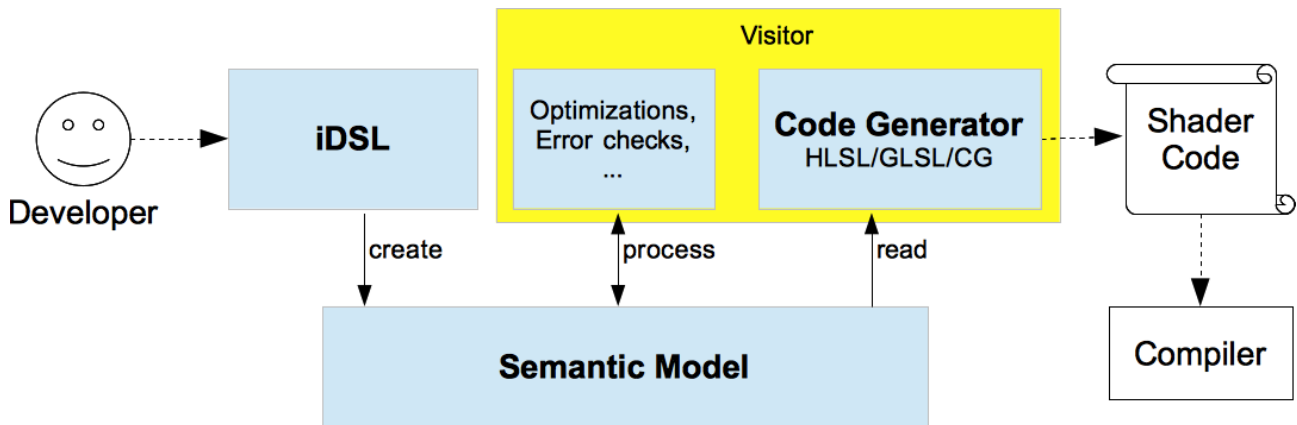 Visitor
Developer
iDSL
Optimizations,
Error checks,
...
Code Generator
HLSL/GLSL/CG
Shader
Code
create
process
read
Semantic Model
Compiler